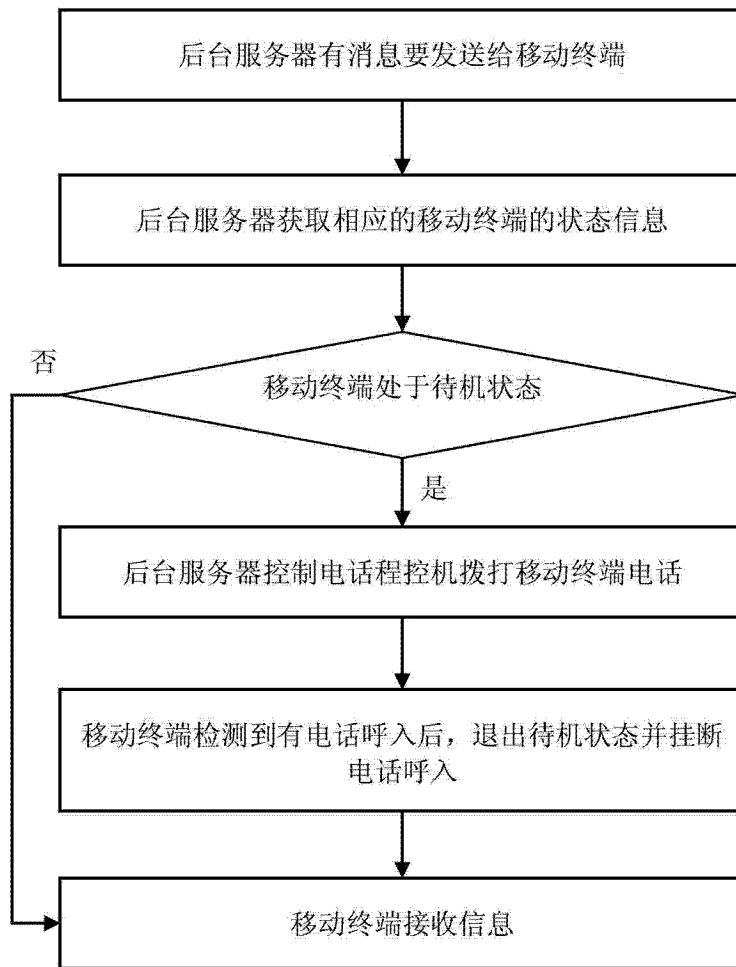 后台服务器有消息要发送给移动终端
后台服务器获取相应的移动终端的状态信息
否
移动终端处于待机状态
是
后台服务器控制电话程控机拨打移动终端电话
移动终端检测到有电话呼入后，退出待机状态并挂断
电话呼入
移动终端接收信息